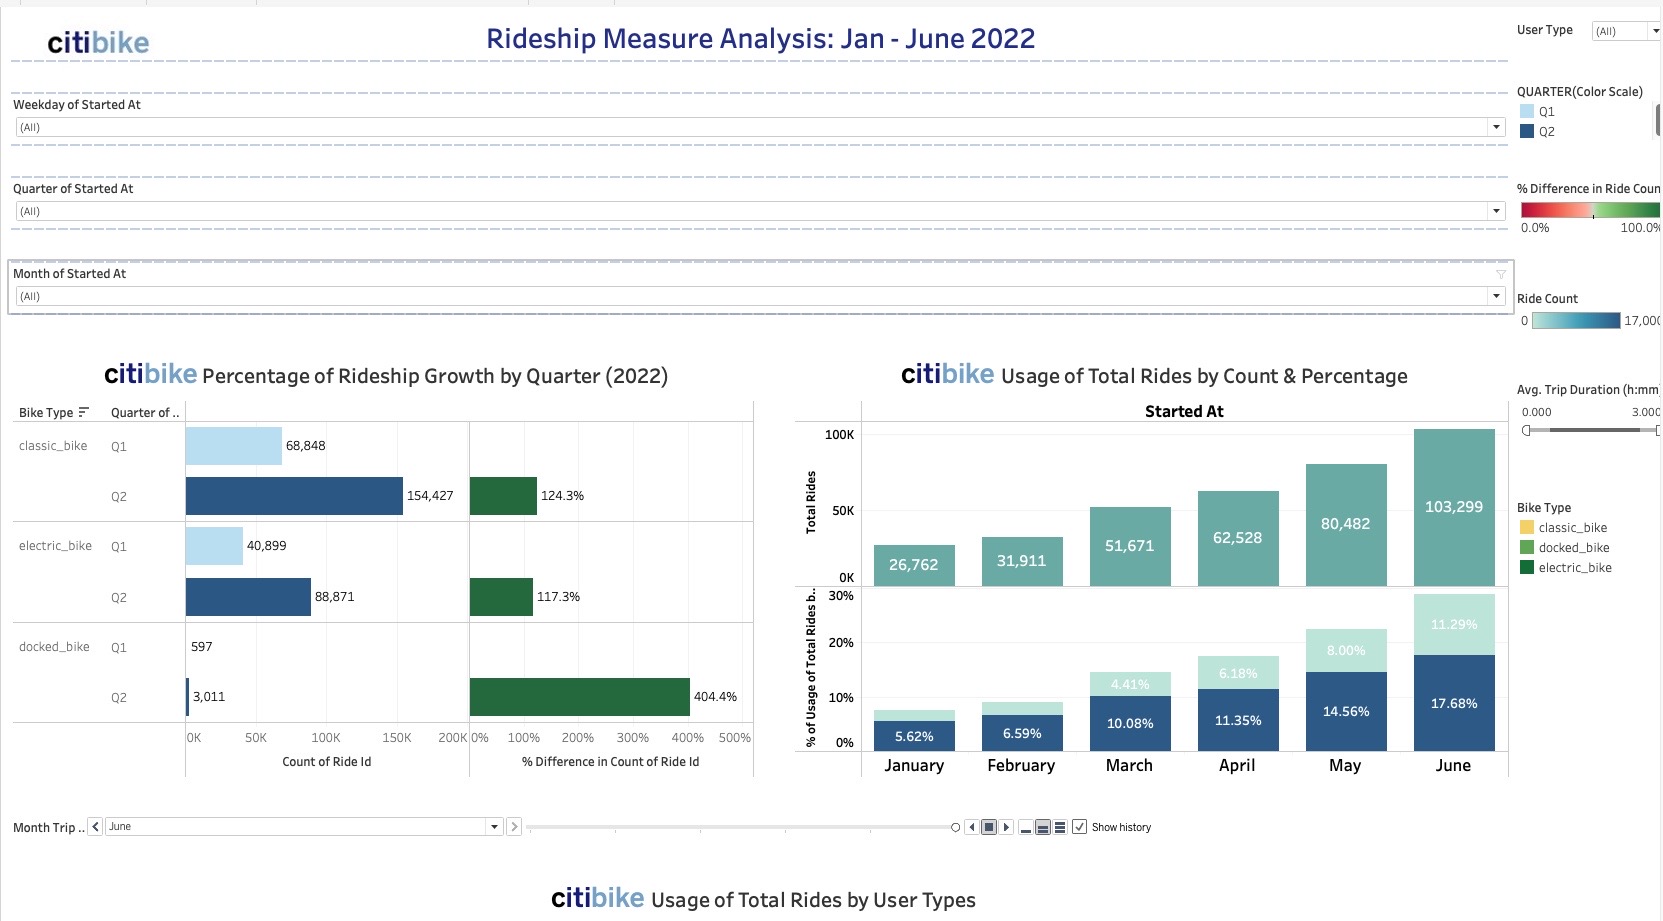 citibike
Rideship Measure Analysis: Jan - June 2022
User Type
(All)
Weekday of Started At
(All)
QUARTER(Color Scale)
Q1
Q2
Quarter of Started At
(All)
% Difference in Ride Coun
0.0% 100.0%
Month of Started At
(All)
Ride Count
0 17,000
citibike Percentage of Rideship Growth by Quarter (2022)
Bike Type Quarter of ..
classic_bike Q1 68,848
Q2 154,427 124.3%
electric_bike Q1 40,899
Q2 88,871 117.3%
docked_bike Q1 597
Q2 3,011 404.4%
0K 50K 100K 150K 200K 0% 100% 200% 300% 400% 500%
Count of Ride Id % Difference in Count of Ride Id
citibike Usage of Total Rides by Count & Percentage
Started At
Total Rides
100K
50K
0K
26,762 31,911 51,671 62,528 80,482 103,299
% of Usage of Total Rides b..
30%
20%
10%
0%
4.41% 6.18% 8.00% 11.29%
5.62% 6.59% 10.08% 11.35% 14.56% 17.68%
January February March April May June
Avg. Trip Duration (h:mm
0.000 3.000
Bike Type
classic_bike
docked_bike
electric_bike
Month Trip .. June Show history
citibike Usage of Total Rides by User Types